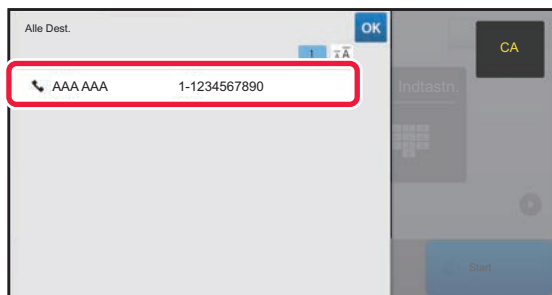 Alle Dest.
OK
CA
1
AAA AAA 1-1234567890
Indtastn.
Start